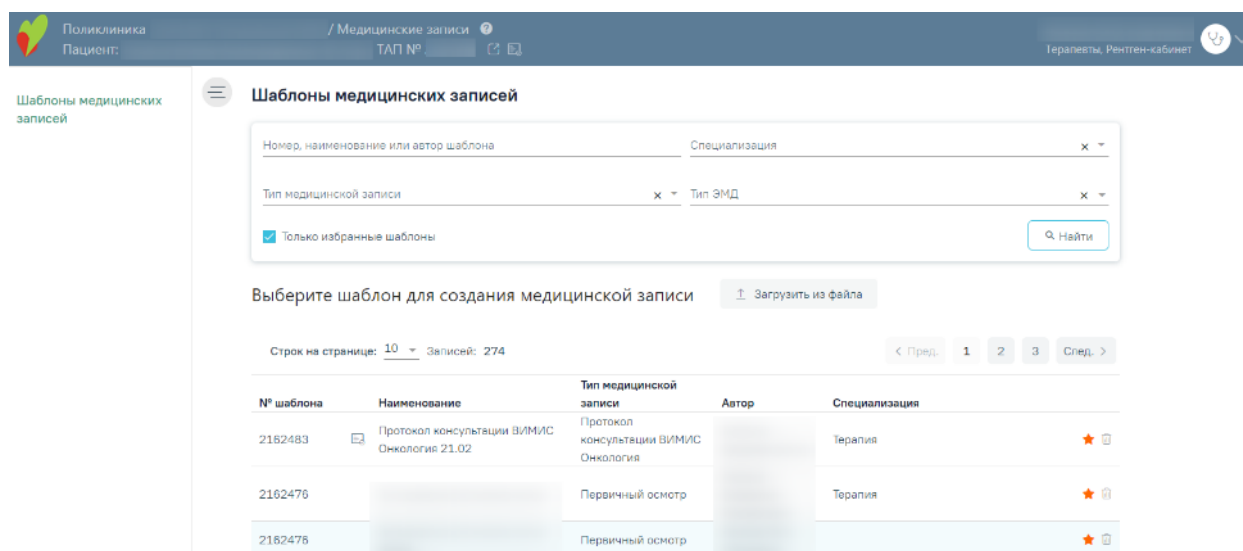 Поликлиника / Медицинские записи
Пациент: ТАП №
Терапевты, Рентген-кабинет
Шаблоны медицинских
записей
Шаблоны медицинских записей
Номер, наименование или автор шаблона
Специализация
Тип медицинской записи
Тип ЭМД
Только избранные шаблоны
Найти
Выберите шаблон для создания медицинской записи
Загрузить из файла
Строк на странице: 10 Записей: 274
< Пред. 1 2 3 След. >
№ шаблона Наименование Тип медицинской записи Автор Специализация
2162483 Протокол консультации ВИМИС Онкология 21.02 Протокол консультации ВИМИС Онкология Терапия
2162476 Первичный осмотр Терапия
2162476 Первичный осмотр